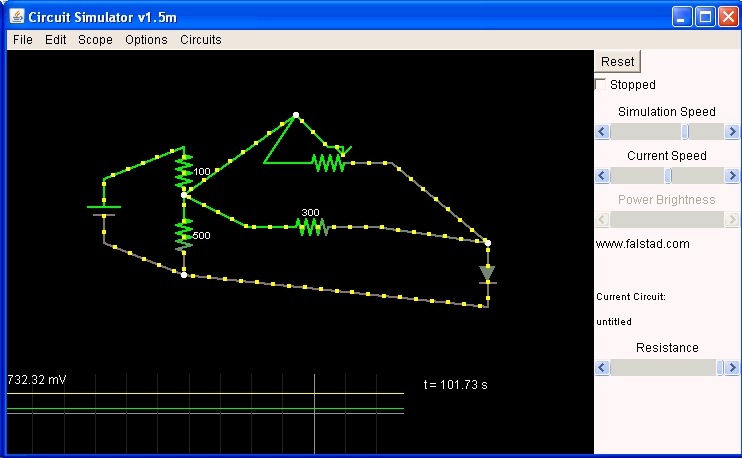 Circuit Simulator v1.5m
File Edit Scope Options Circuits
Reset
Stopped
Simulation Speed
Current Speed
Power Brightness
www.falstad.com
Current Circuit:
untitled
Resistance
100
300
500
732.32 mV
t = 101.73 s